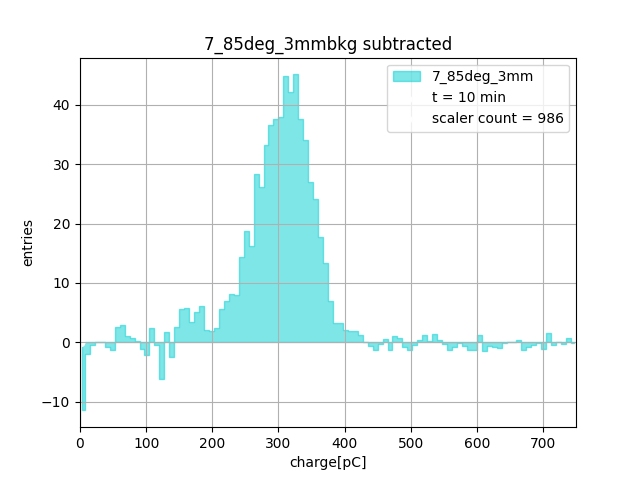 7_85deg_3mmbkg subtracted
7_85deg_3mm
t = 10 min
scaler count = 986
entries
40
30
20
10
0
−10
0 100 200 300 400 500 600 700
charge[pC]